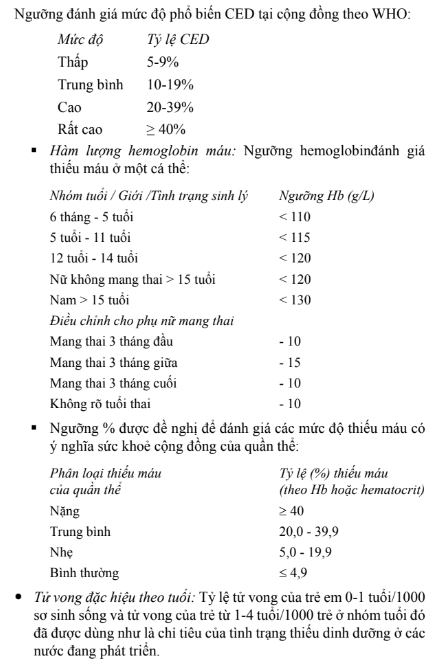 Ngưỡng đánh giá mức độ phổ biến CED tại cộng đồng theo WHO:
Mức độ Tỷ lệ CED
Thấp 5-9%
Trung bình 10-19%
Cao 20-39%
Rất cao ≥ 40%
▪ Hàm lượng hemoglobin máu: Ngưỡng hemoglobinđánh giá
thiếu máu ở một cá thể:
Nhóm tuổi / Giới /Tình trạng sinh lý Ngưỡng Hb (g/L)
6 tháng - 5 tuổi < 110
5 tuổi - 11 tuổi < 115
12 tuổi - 14 tuổi < 120
Nữ không mang thai > 15 tuổi < 120
Nam > 15 tuổi < 130
Điều chỉnh cho phụ nữ mang thai
Mang thai 3 tháng đầu - 10
Mang thai 3 tháng giữa - 15
Mang thai 3 tháng cuối - 10
Không rõ tuổi thai - 10
▪ Ngưỡng % được đề nghị để đánh giá các mức độ thiếu máu có
ý nghĩa sức khoẻ cộng đồng của quần thể:
Phân loại thiếu máu Tỷ lệ (%) thiếu máu
của quần thể (theo Hb hoặc hematocrit)
Nặng ≥ 40
Trung bình 20,0 - 39,9
Nhẹ 5,0 - 19,9
Bình thường ≤ 4,9
• Tử vong đặc hiệu theo tuổi: Tỷ lệ tử vong của trẻ em 0-1 tuổi/1000
sơ sinh sống và tử vong của trẻ từ 1-4 tuổi/1000 trẻ ở nhóm tuổi đó
đã được dùng như là chi tiêu của tình trạng thiếu dinh dưỡng ở các
nước đang phát triển.